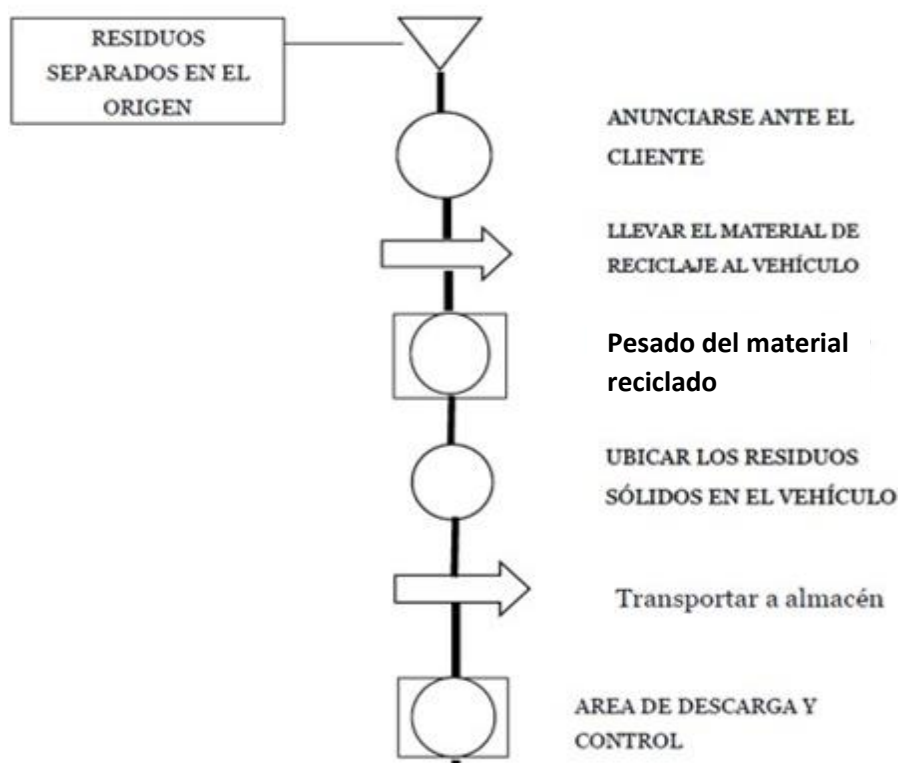 RESIDUOS
SEPARADOS EN EL
ORIGEN
ANUNCIARSE ANTE EL
CLIENTE
LLEVAR EL MATERIAL DE
RECICLAJE AL VEHÍCULO
Pesado del material
reciclado
UBICAR LOS RESIDUOS
SÓLIDOS EN EL VEHÍCULO
Transportar a almacén
AREA DE DESCARGA Y
CONTROL